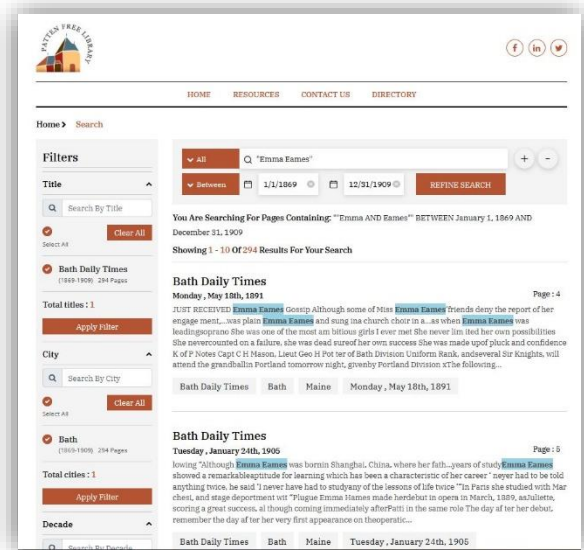 PATTEN FREE LIBRARY
HOME RESOURCES CONTACT US DIRECTORY
Home > Search
Filters
Title
Search By Title
Select All
Clear All
Bath Daily Times
(1869-1909) 294 Pages
Total titles : 1
Apply Filter
City
Search By City
Select All
Clear All
Bath
(1869-1909) 294 Pages
Total cities : 1
Apply Filter
Decade
Search By Decade
All "Emma Eames" + -
Between 1/1/1869 12/31/1909 REFINE SEARCH
You Are Searching For Pages Containing: ""Emma AND Eames"" BETWEEN January 1, 1869 AND
December 31, 1909
Showing 1 - 10 Of 294 Results For Your Search
Bath Daily Times
Monday , May 18th, 1891 Page : 4
JUST RECEIVED Emma Eames Gossip Although some of Miss Emma Eames'friends deny the report of her
engage ment,...was plain Emma Eames and sung ina church choir in a...as when Emma Eames was
leadingsoprano She was one of the most am bitious girls I ever met She never lim ited her own possibilities
She nevercounted on a failure, she was dead sureof her own success She was made upof pluck and confidence
K of P Notes Capt C H Mason, Lieut Geo H Pot ter of Bath Division Uniform Rank, andseveral Sir Knights, will
attend the grandballin Portland tomorrow night, givenby Portland Division xThe following...
Bath Daily Times Bath Maine Monday , May 18th, 1891
Bath Daily Times
Tuesday , January 24th, 1905 Page : 5
lowing "Although Emma Eames was bornin Shanghai, China, where her fath...years of studyEmma Eames
showed a remarkableaptitude for learning which has been a characteristic of her career ' neyer had to be told
anything twice, he said 'I never have had to studyany of the lessons of life twice '"In Paris she studied with Mar
chesi, and stage deportment wit "Plugue Emma Hames made herdebut in opera in March, 1889, asJuliette,
scoring a great success, al though coming immediately afterPatti in the same role The day af ter her debut,
remember the day af ter her very first appearance on theoperatic...
Bath Daily Times Bath Maine Tuesday , January 24th, 1905